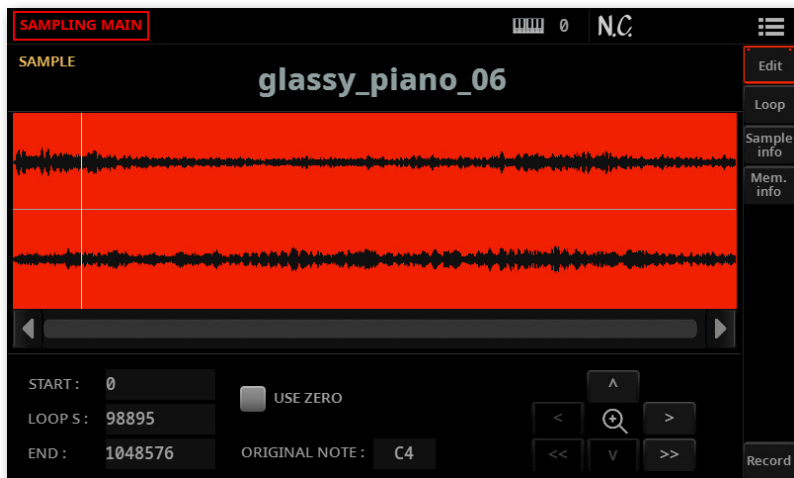 SAMPLING MAIN
0
N.C.
SAMPLE
glassy_piano_06
Edit
Loop
Sample
info
Mem.
info
START : 0
USE ZERO
LOOP S : 98895
END : 1048576
ORIGINAL NOTE : C4
^
< >
<< v >>
Record